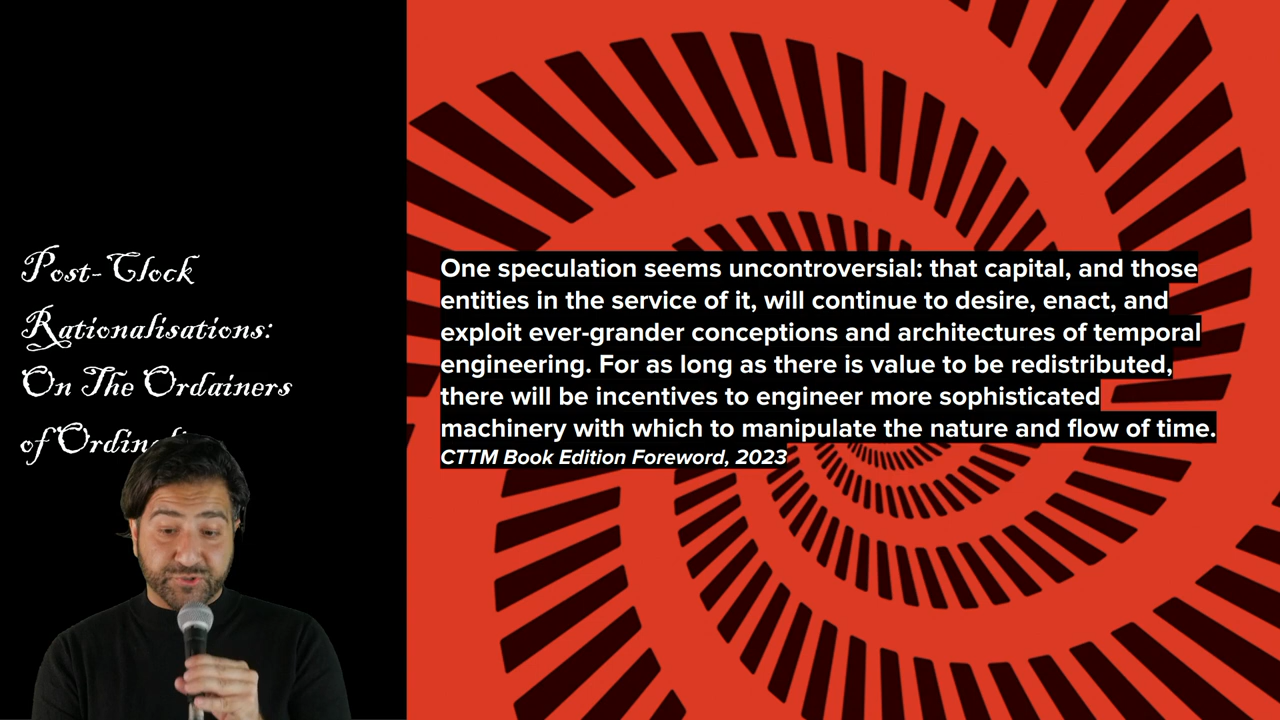 Post-Clock
Rationalisations:
On The Ordainers
of
One speculation seems uncontroversial: that capital, and those
entities in the service of it, will continue to desire, enact, and
exploit ever-grander conceptions and architectures of temporal
engineering. For as long as there is value to be redistributed,
there will be incentives to engineer more sophisticated
machinery with which to manipulate the nature and flow of time.
CTTM Book Edition Foreword, 2023